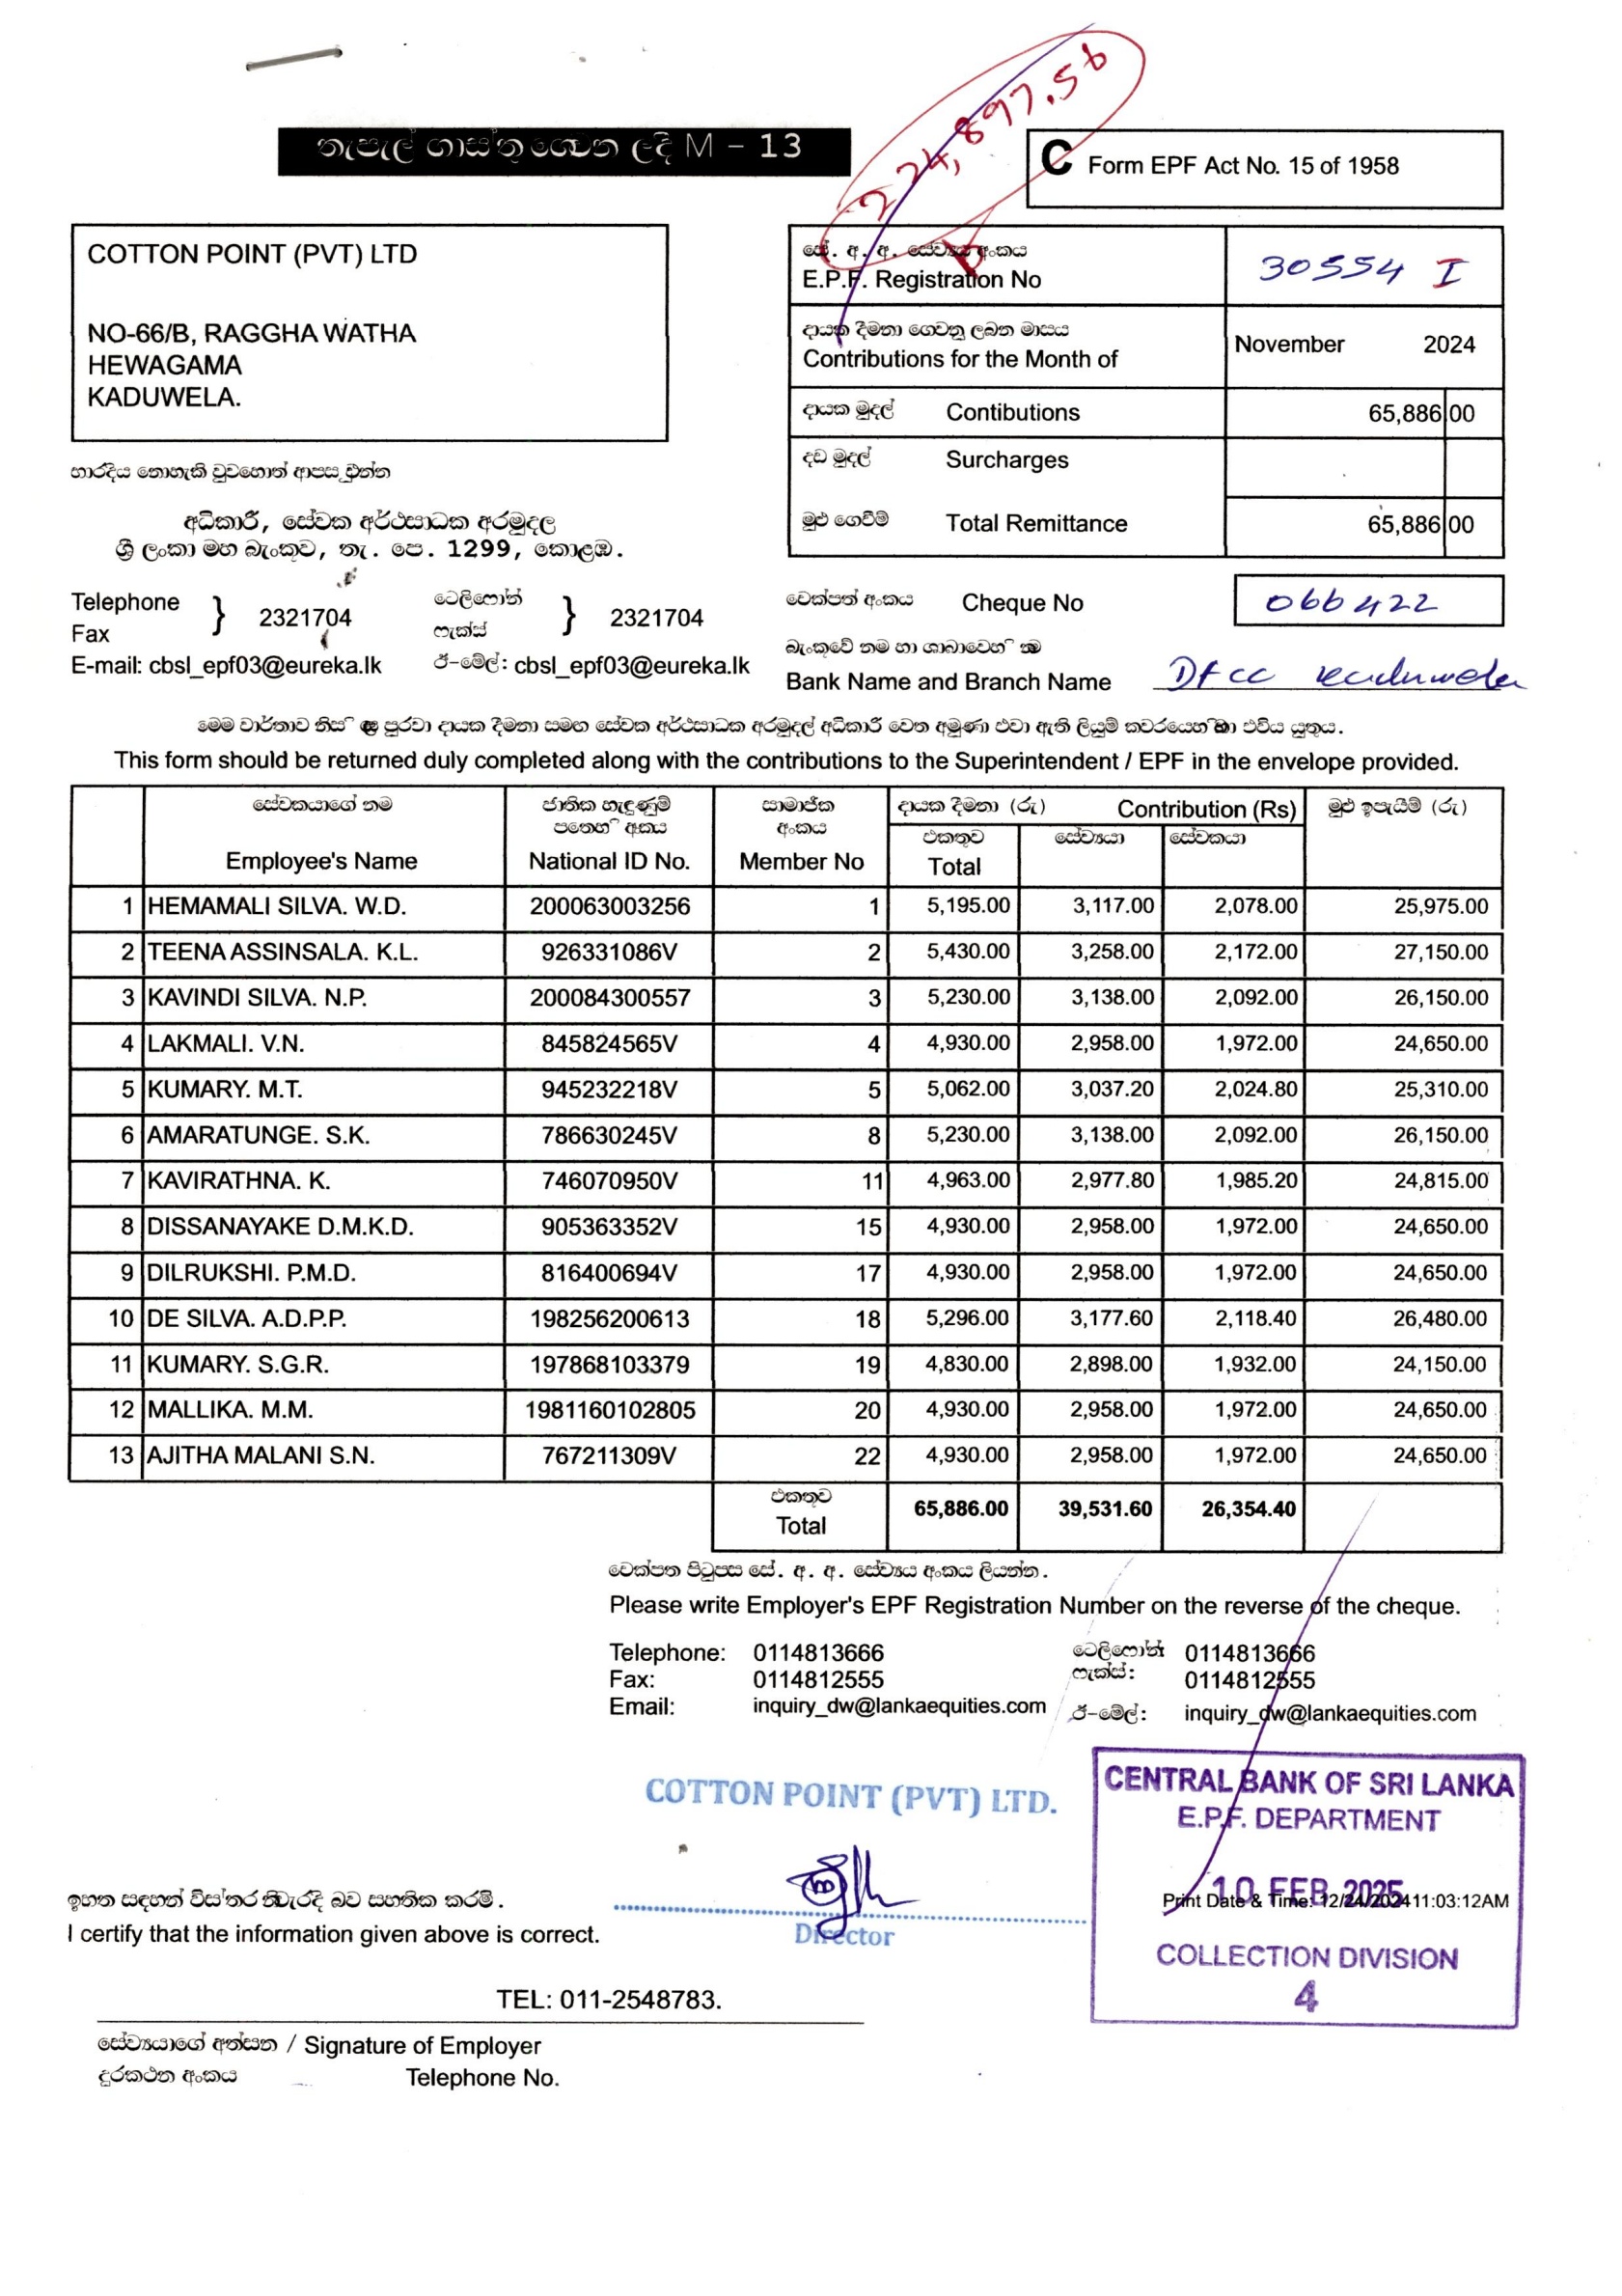 224,897.56
තැපැල් ගාස්තු ගෙවන ලදි M - 13
C Form EPF Act No. 15 of 1958
COTTON POINT (PVT) LTD
NO-66/B, RAGGHA WATHA
HEWAGAMA
KADUWELA.
සේ. අ. අ. සේව්‍ය අංකය
E.P.F. Registration No 30554 I
දායක දීමනා ගෙවනු ලබන මාසය
Contributions for the Month of November 2024
දායක මුදල් Contibutions 65,886 00
දඩ මුදල් Surcharges
මුළු ගෙවීම් Total Remittance 65,886 00
භාරදිය නොහැකි වුවහොත් ආපසු එවන්න
අධිකාරී, සේවක අර්ථසාධක අරමුදල
ශ්‍රී ලංකා මහ බැංකුව, තැ. පෙ. 1299, කොළඹ.
Telephone Fax } 2321704 ටෙලිෆෝන් ෆැක්ස් } 2321704
E-mail: cbsl_epf03@eureka.lk ඊ-මේල්: cbsl_epf03@eureka.lk
චෙක්පත් අංකය Cheque No 066422
බැංකුවේ නම හා ශාඛාවෙහි නම
Bank Name and Branch Name DFCC Kaduwela
මෙම වාර්තාව නිසි පුරවා දායක දීමනා සමඟ සේවක අර්ථසාධක අරමුදල් අධිකාරී වෙත අමුණා එවා ඇති ලියුම් කවරයෙහි එවිය යුතුය.
This form should be returned duly completed along with the contributions to the Superintendent / EPF in the envelope provided.
සේවකයාගේ නම ජාතික හැඳුණුම් පතෙහි අංකය සාමාජික අංකය දායක දීමනා (රු) Contribution (Rs) මුළු ඉපැයීම් (රු)
Employee's Name National ID No. Member No එකතුව Total සේව්‍යයා සේවකයා
1 HEMAMALI SILVA. W.D. 200063003256 1 5,195.00 3,117.00 2,078.00 25,975.00
2 TEENA ASSINSALA. K.L. 926331086V 2 5,430.00 3,258.00 2,172.00 27,150.00
3 KAVINDI SILVA. N.P. 200084300557 3 5,230.00 3,138.00 2,092.00 26,150.00
4 LAKMALI. V.N. 845824565V 4 4,930.00 2,958.00 1,972.00 24,650.00
5 KUMARY. M.T. 945232218V 5 5,062.00 3,037.20 2,024.80 25,310.00
6 AMARATUNGE. S.K. 786630245V 8 5,230.00 3,138.00 2,092.00 26,150.00
7 KAVIRATHNA. K. 746070950V 11 4,963.00 2,977.80 1,985.20 24,815.00
8 DISSANAYAKE D.M.K.D. 905363352V 15 4,930.00 2,958.00 1,972.00 24,650.00
9 DILRUKSHI. P.M.D. 816400694V 17 4,930.00 2,958.00 1,972.00 24,650.00
10 DE SILVA. A.D.P.P. 198256200613 18 5,296.00 3,177.60 2,118.40 26,480.00
11 KUMARY. S.G.R. 197868103379 19 4,830.00 2,898.00 1,932.00 24,150.00
12 MALLIKA. M.M. 1981160102805 20 4,930.00 2,958.00 1,972.00 24,650.00
13 AJITHA MALANI S.N. 767211309V 22 4,930.00 2,958.00 1,972.00 24,650.00
එකතුව Total 65,886.00 39,531.60 26,354.40
චෙක්පත පිටුපස සේ. අ. අ. සේව්‍ය අංකය ලියන්න.
Please write Employer's EPF Registration Number on the reverse of the cheque.
Telephone: 0114813666 ටෙලිෆෝන්: 0114813666
Fax: 0114812555 ෆැක්ස්: 0114812555
Email: inquiry_dw@lankaequities.com ඊ-මේල්: inquiry_dw@lankaequities.com
COTTON POINT (PVT) LTD.
Director
CENTRAL BANK OF SRI LANKA
E.P.F. DEPARTMENT
10 FEB 2025
Print Date & Time: 12/24/2024 11:03:12AM
COLLECTION DIVISION
4
ඉහත සඳහන් විස්තර නිවැරදි බව සහතික කරමි.
I certify that the information given above is correct.
TEL: 011-2548783.
සේව්‍යයාගේ අත්සන / Signature of Employer
දුරකථන අංකය Telephone No.